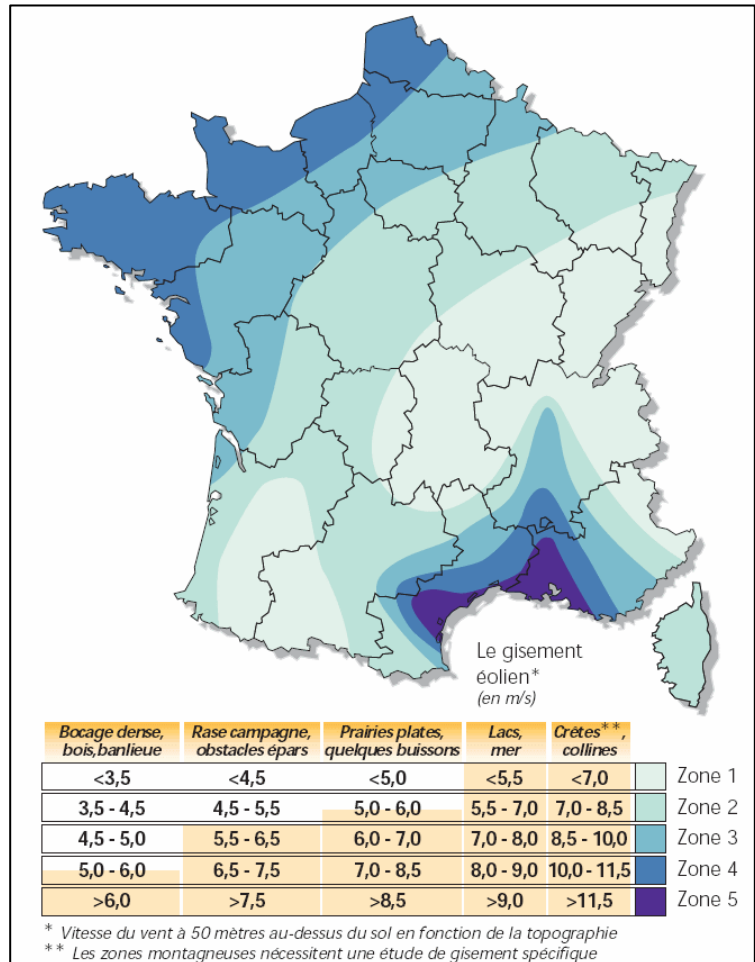 Le gisement
éolien*
(en m/s)
Bocage dense, bois,banlieue | Rase campagne, obstacles épars | Prairies plates, quelques buissons | Lacs, mer | Crêtes**, collines
<3,5 <4,5 <5,0 <5,5 <7,0 Zone 1
3,5 - 4,5 4,5 - 5,5 5,0 - 6,0 5,5 - 7,0 7,0 - 8,5 Zone 2
4,5 - 5,0 5,5 - 6,5 6,0 - 7,0 7,0 - 8,0 8,5 - 10,0 Zone 3
5,0 - 6,0 6,5 - 7,5 7,0 - 8,5 8,0 - 9,0 10,0 - 11,5 Zone 4
>6,0 >7,5 >8,5 >9,0 >11,5 Zone 5
* Vitesse du vent à 50 mètres au-dessus du sol en fonction de la topographie
** Les zones montagneuses nécessitent une étude de gisement spécifique